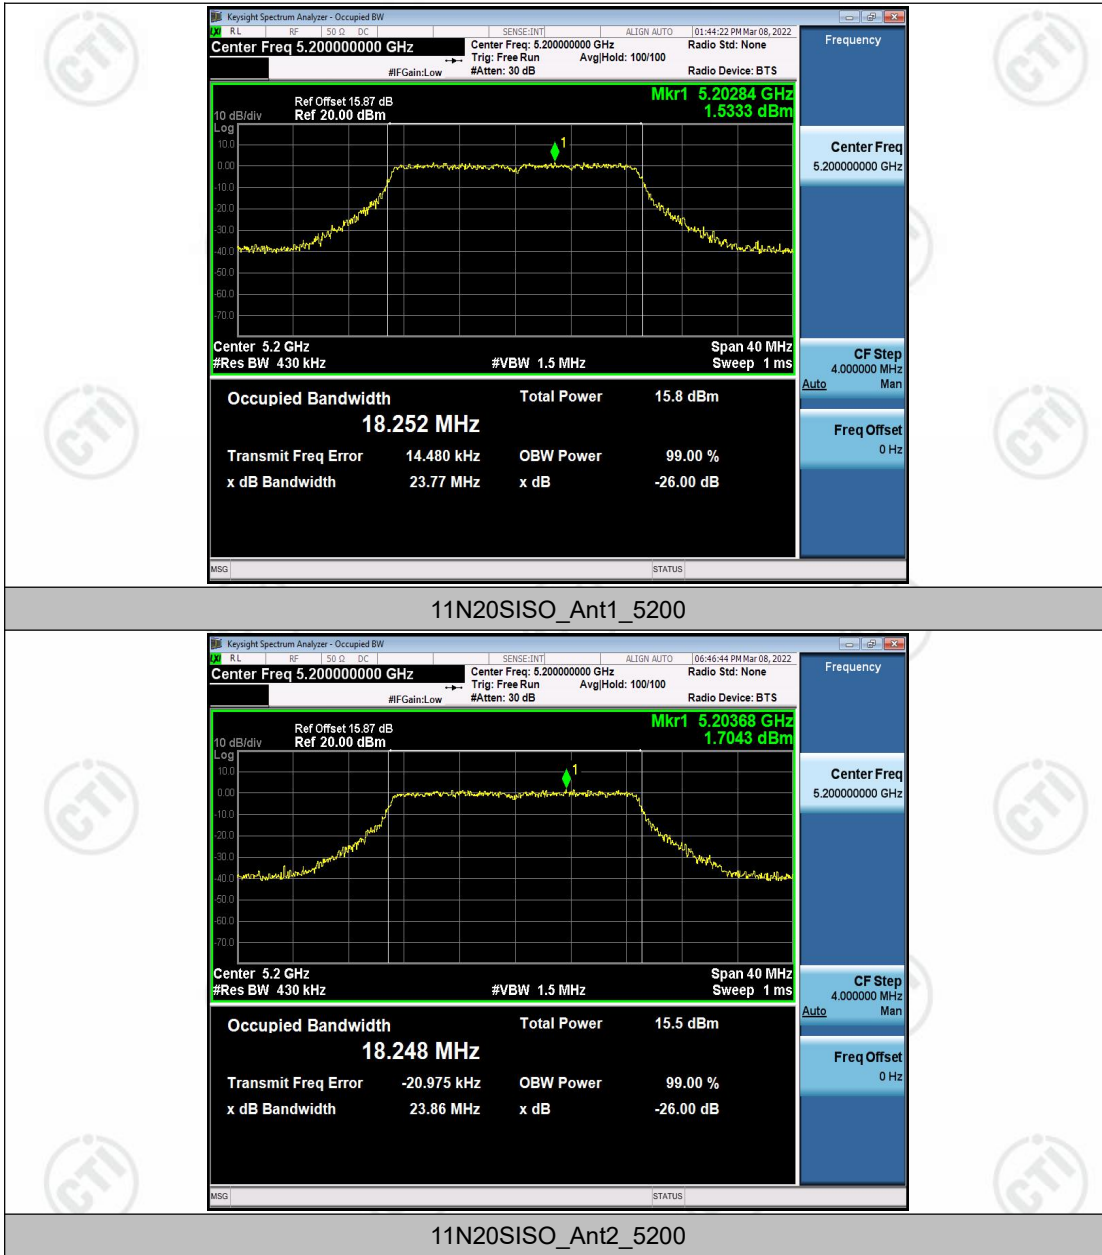 Keysight Spectrum Analyzer - Occupied BW
LXI RL RF 50 Ω DC SENSE:INT ALIGN AUTO 01:44:22 PM Mar 08, 2022
Center Freq 5.200000000 GHz Center Freq: 5.200000000 GHz Radio Std: None
Trig: Free Run Avg|Hold: 100/100
#IFGain:Low #Atten: 30 dB Radio Device: BTS
Frequency
Ref Offset 15.87 dB Mkr1 5.20284 GHz
10 dB/div Ref 20.00 dBm 1.5333 dBm
Log
10.0
0.00
-10.0
-20.0
-30.0
-40.0
-50.0
-60.0
-70.0
1
Center Freq
5.200000000 GHz
Center 5.2 GHz Span 40 MHz
#Res BW 430 kHz #VBW 1.5 MHz Sweep 1 ms
CF Step
4.000000 MHz
Auto Man
Occupied Bandwidth Total Power 15.8 dBm
18.252 MHz
Freq Offset
0 Hz
Transmit Freq Error 14.480 kHz OBW Power 99.00 %
x dB Bandwidth 23.77 MHz x dB -26.00 dB
MSG STATUS
11N20SISO_Ant1_5200
Keysight Spectrum Analyzer - Occupied BW
LXI RL RF 50 Ω DC SENSE:INT ALIGN AUTO 06:46:44 PM Mar 08, 2022
Center Freq 5.200000000 GHz Center Freq: 5.200000000 GHz Radio Std: None
Trig: Free Run Avg|Hold: 100/100
#IFGain:Low #Atten: 30 dB Radio Device: BTS
Frequency
Ref Offset 15.87 dB Mkr1 5.20368 GHz
10 dB/div Ref 20.00 dBm 1.7043 dBm
Log
10.0
0.00
-10.0
-20.0
-30.0
-40.0
-50.0
-60.0
-70.0
1
Center Freq
5.200000000 GHz
Center 5.2 GHz Span 40 MHz
#Res BW 430 kHz #VBW 1.5 MHz Sweep 1 ms
CF Step
4.000000 MHz
Auto Man
Occupied Bandwidth Total Power 15.5 dBm
18.248 MHz
Freq Offset
0 Hz
Transmit Freq Error -20.975 kHz OBW Power 99.00 %
x dB Bandwidth 23.86 MHz x dB -26.00 dB
MSG STATUS
11N20SISO_Ant2_5200
CTI
CTI
CTI
CTI
CTI
CTI
CTI
CTI